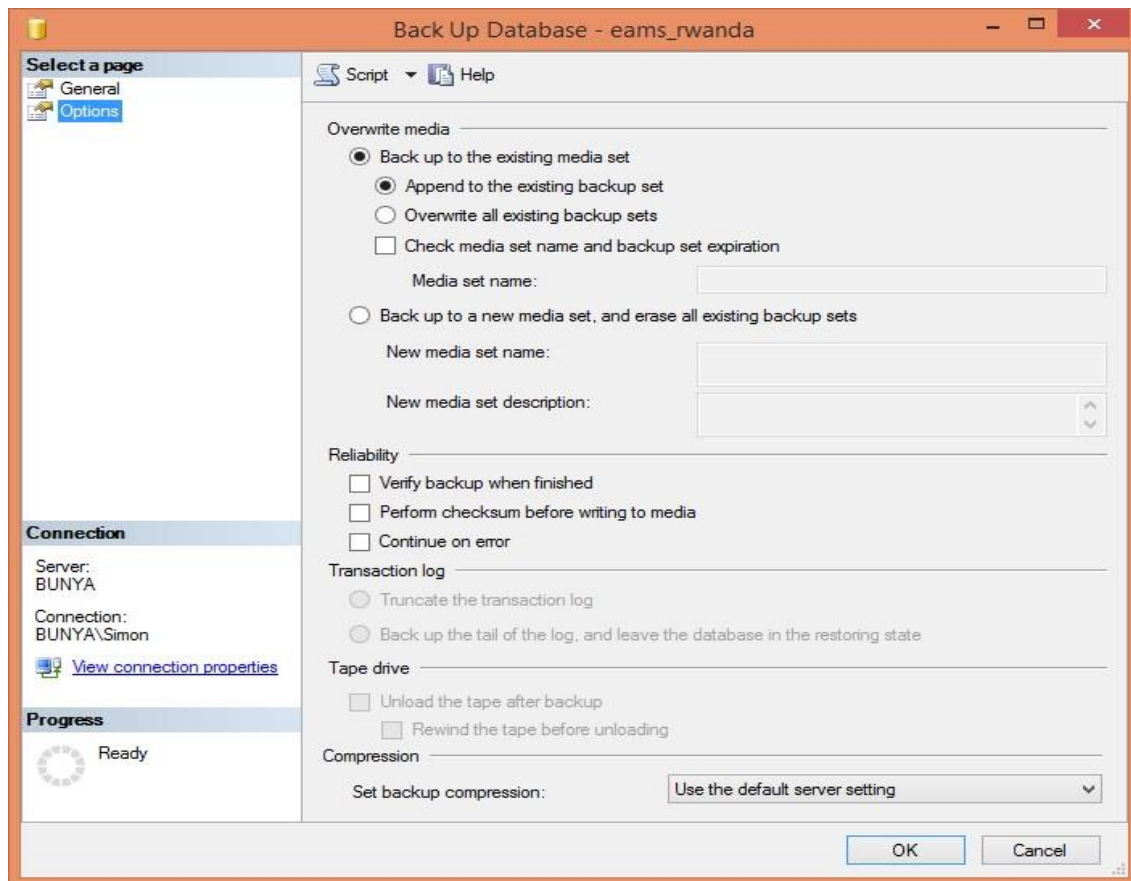 Back Up Database - eams_rwanda
Select a page
General
Options
Script
Help
Overwrite media
Back up to the existing media set
Append to the existing backup set
Overwrite all existing backup sets
Check media set name and backup set expiration
Media set name:
Back up to a new media set, and erase all existing backup sets
New media set name:
New media set description:
Reliability
Verify backup when finished
Perform checksum before writing to media
Continue on error
Transaction log
Truncate the transaction log
Back up the tail of the log, and leave the database in the restoring state
Tape drive
Unload the tape after backup
Rewind the tape before unloading
Compression
Set backup compression:
Use the default server setting
Connection
Server:
BUNYA
Connection:
BUNYA\Simon
View connection properties
Progress
Ready
OK
Cancel